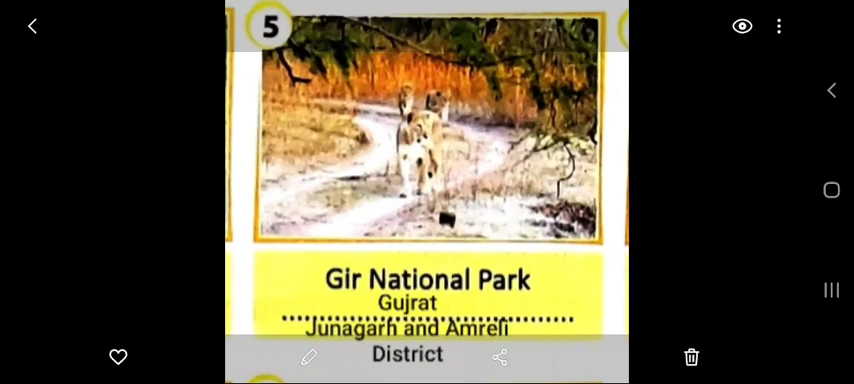 5
Gir National Park
Gujrat
Junagarh and Amreli
District